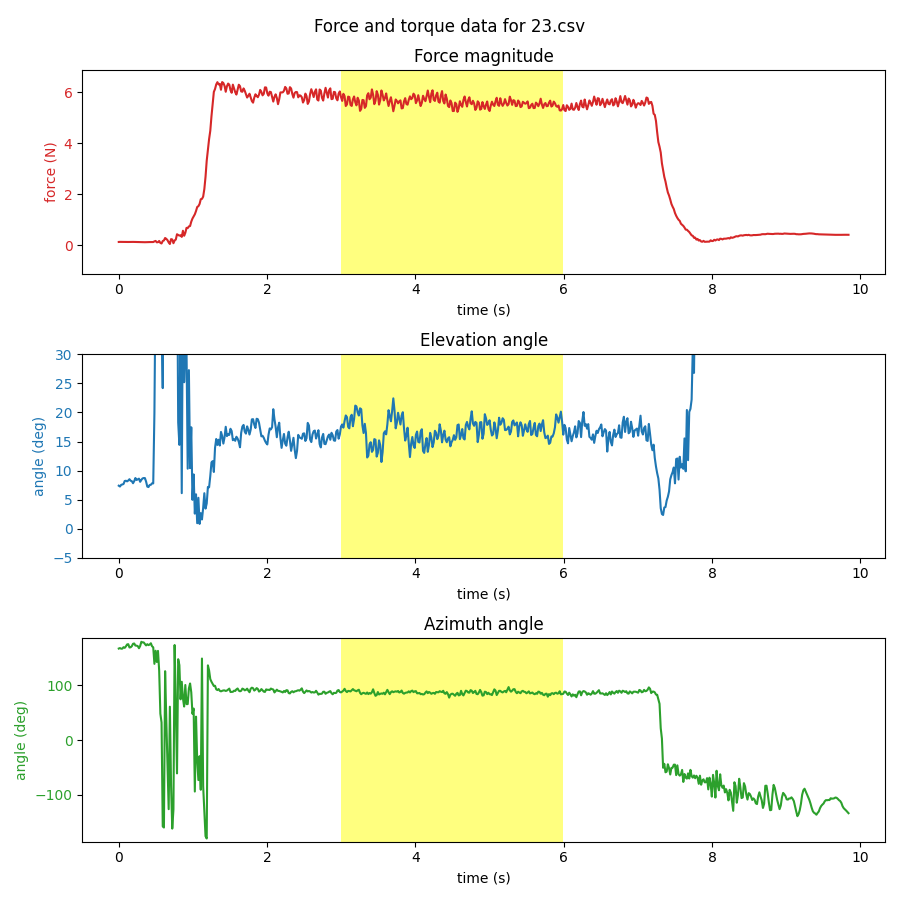 Force and torque data for 23.csv
Force magnitude
6
4
2
0
force (N)
0 2 4 6 8 10
time (s)
Elevation angle
30
25
20
15
10
5
0
−5
angle (deg)
0 2 4 6 8 10
time (s)
Azimuth angle
100
0
−100
angle (deg)
0 2 4 6 8 10
time (s)